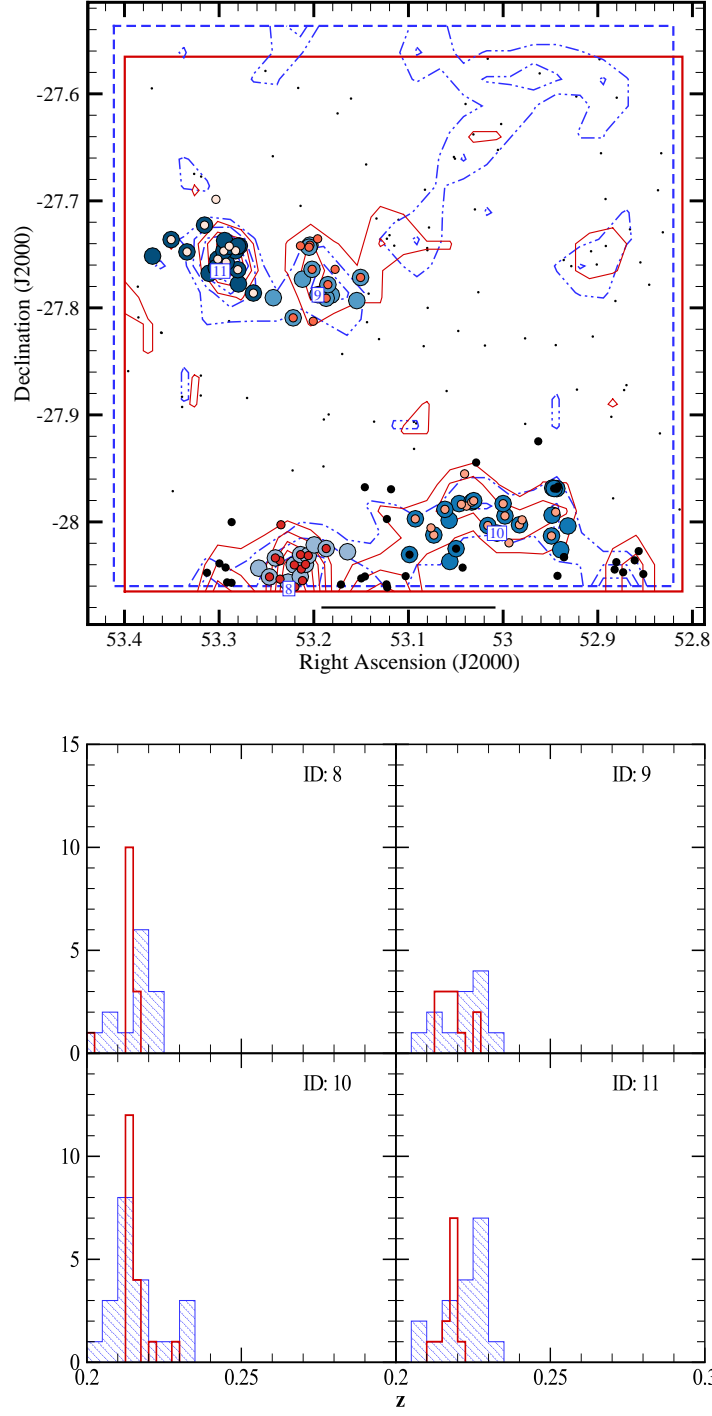 -27.6
-27.7
11
9
-27.8
Declination (J2000)
-27.9
-28
10
8
53.4 53.3 53.2 53.1 53 52.9 52.8
Right Ascension (J2000)
15
ID: 8 ID: 9
10
5
0
ID: 10 ID: 11
10
5
0
0.2 0.25 0.2 0.25 0.3
z